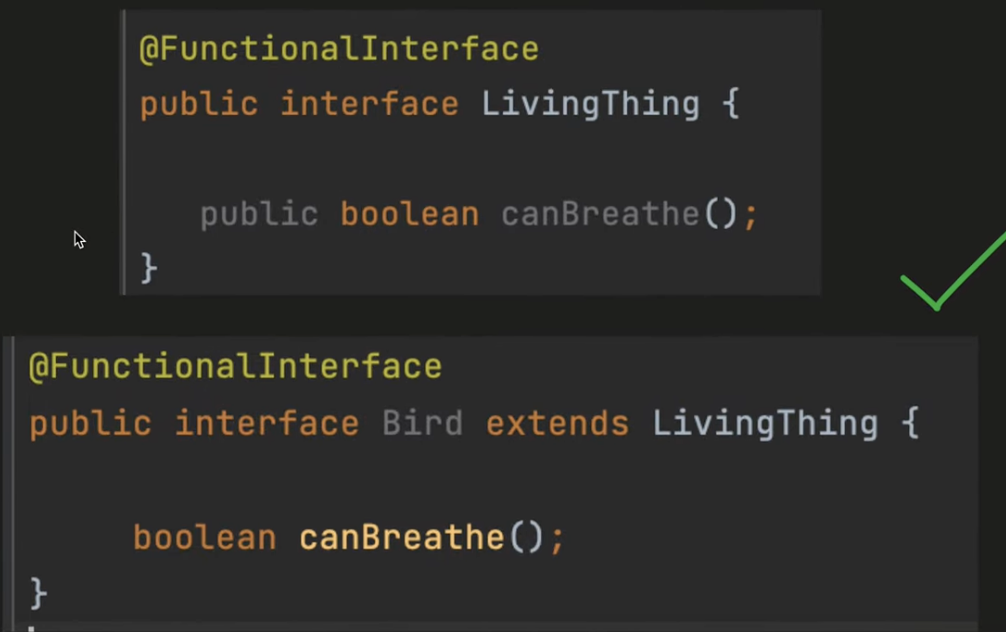 @FunctionalInterface
public interface LivingThing {
public boolean canBreathe();
}
@FunctionalInterface
public interface Bird extends LivingThing {
boolean canBreathe();
}